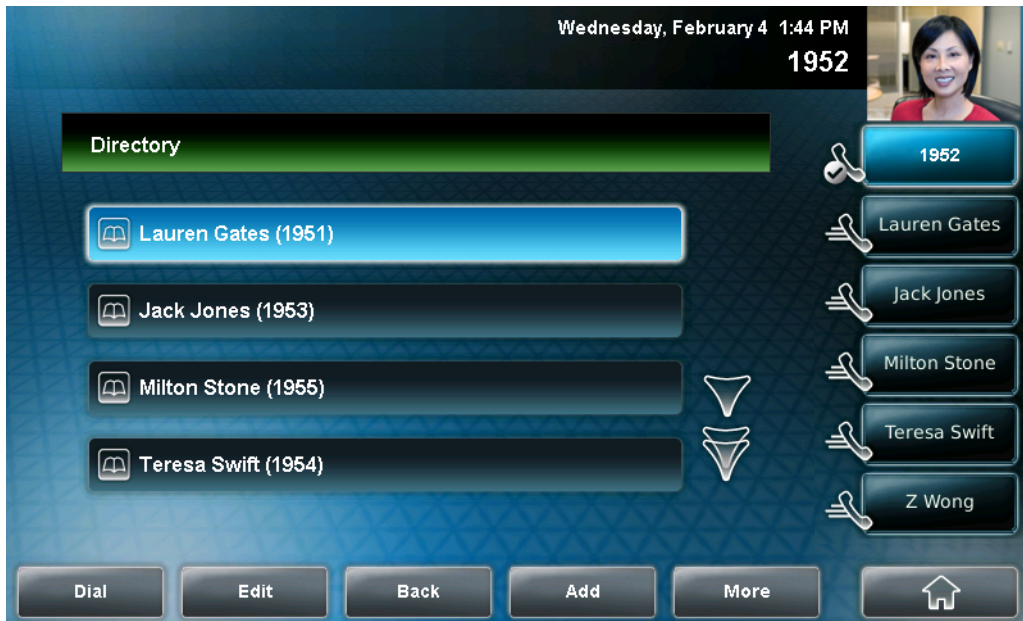 Wednesday, February 4 1:44 PM
1952
Directory
Lauren Gates (1951)
Jack Jones (1953)
Milton Stone (1955)
Teresa Swift (1954)
1952
Lauren Gates
Jack Jones
Milton Stone
Teresa Swift
Z Wong
Dial
Edit
Back
Add
More